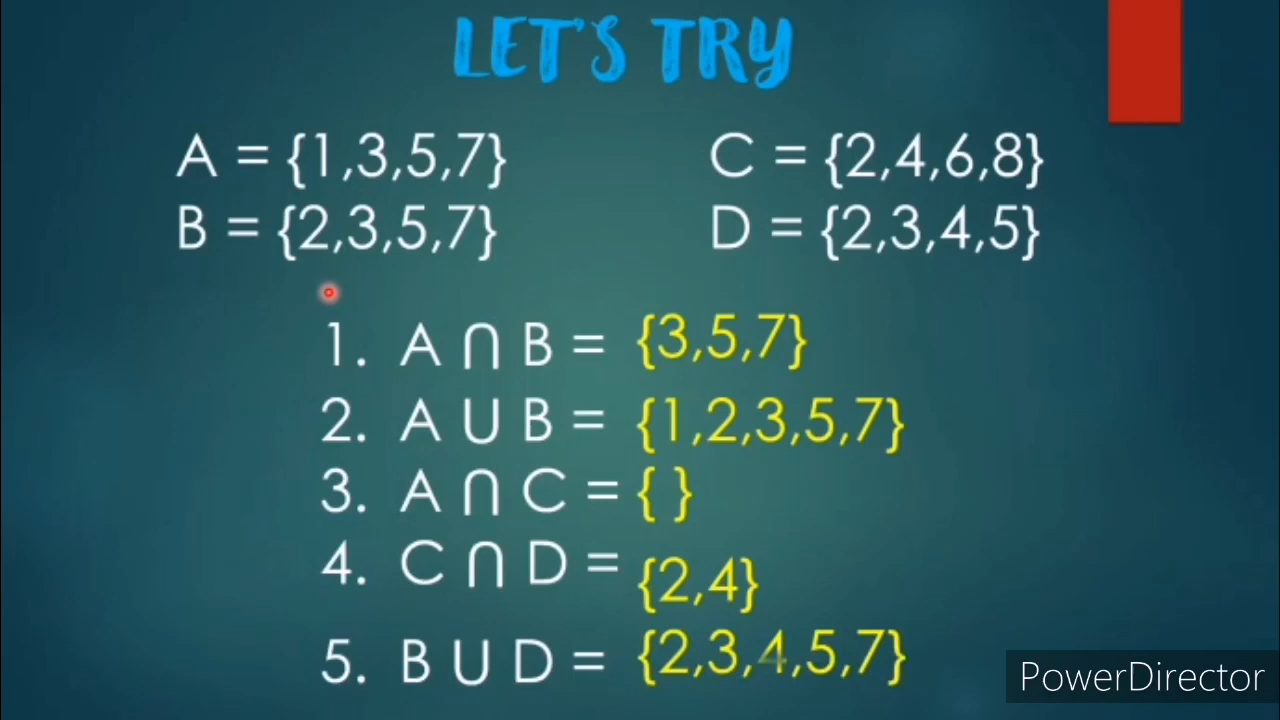 LET'S TRY
A = {1,3,5,7}
C = {2,4,6,8}
B = {2,3,5,7}
D = {2,3,4,5}
1. A ∩ B = {3,5,7}
2. A ∪ B = {1,2,3,5,7}
3. A ∩ C = { }
4. C ∩ D = {2,4}
5. B ∪ D = {2,3,4,5,7}
PowerDirector